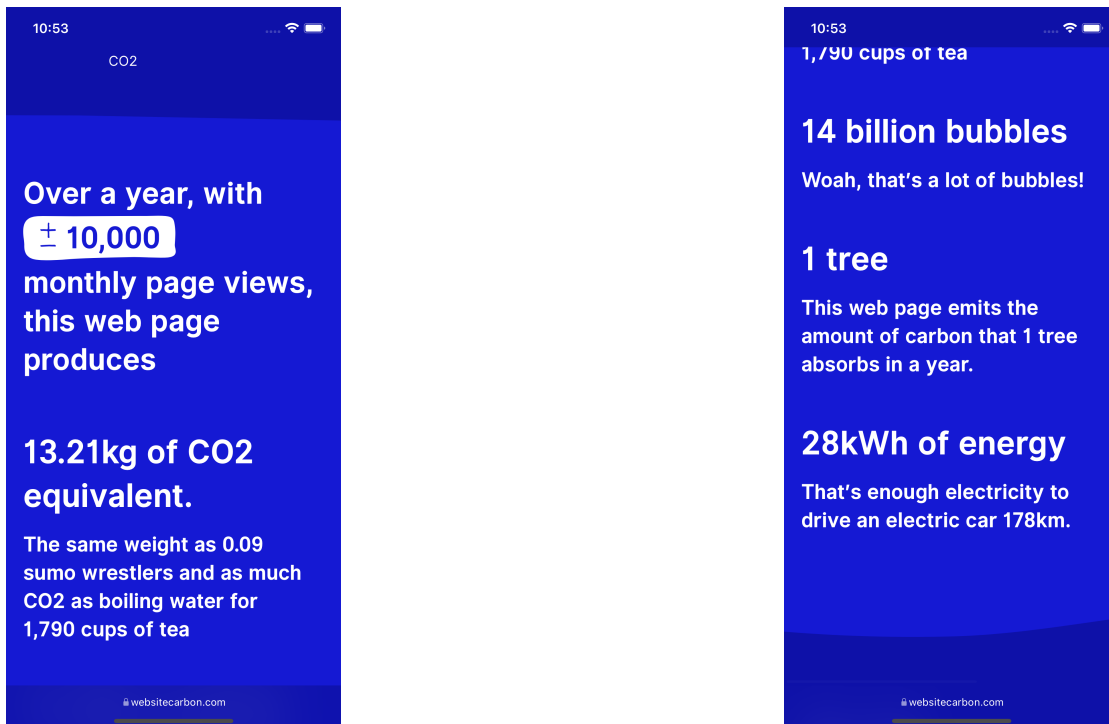 10:53
CO2
Over a year, with
± 10,000
monthly page views,
this web page
produces
13.21kg of CO2
equivalent.
The same weight as 0.09
sumo wrestlers and as much
CO2 as boiling water for
1,790 cups of tea
websitecarbon.com
10:53
1,790 cups of tea
14 billion bubbles
Woah, that's a lot of bubbles!
1 tree
This web page emits the
amount of carbon that 1 tree
absorbs in a year.
28kWh of energy
That's enough electricity to
drive an electric car 178km.
websitecarbon.com